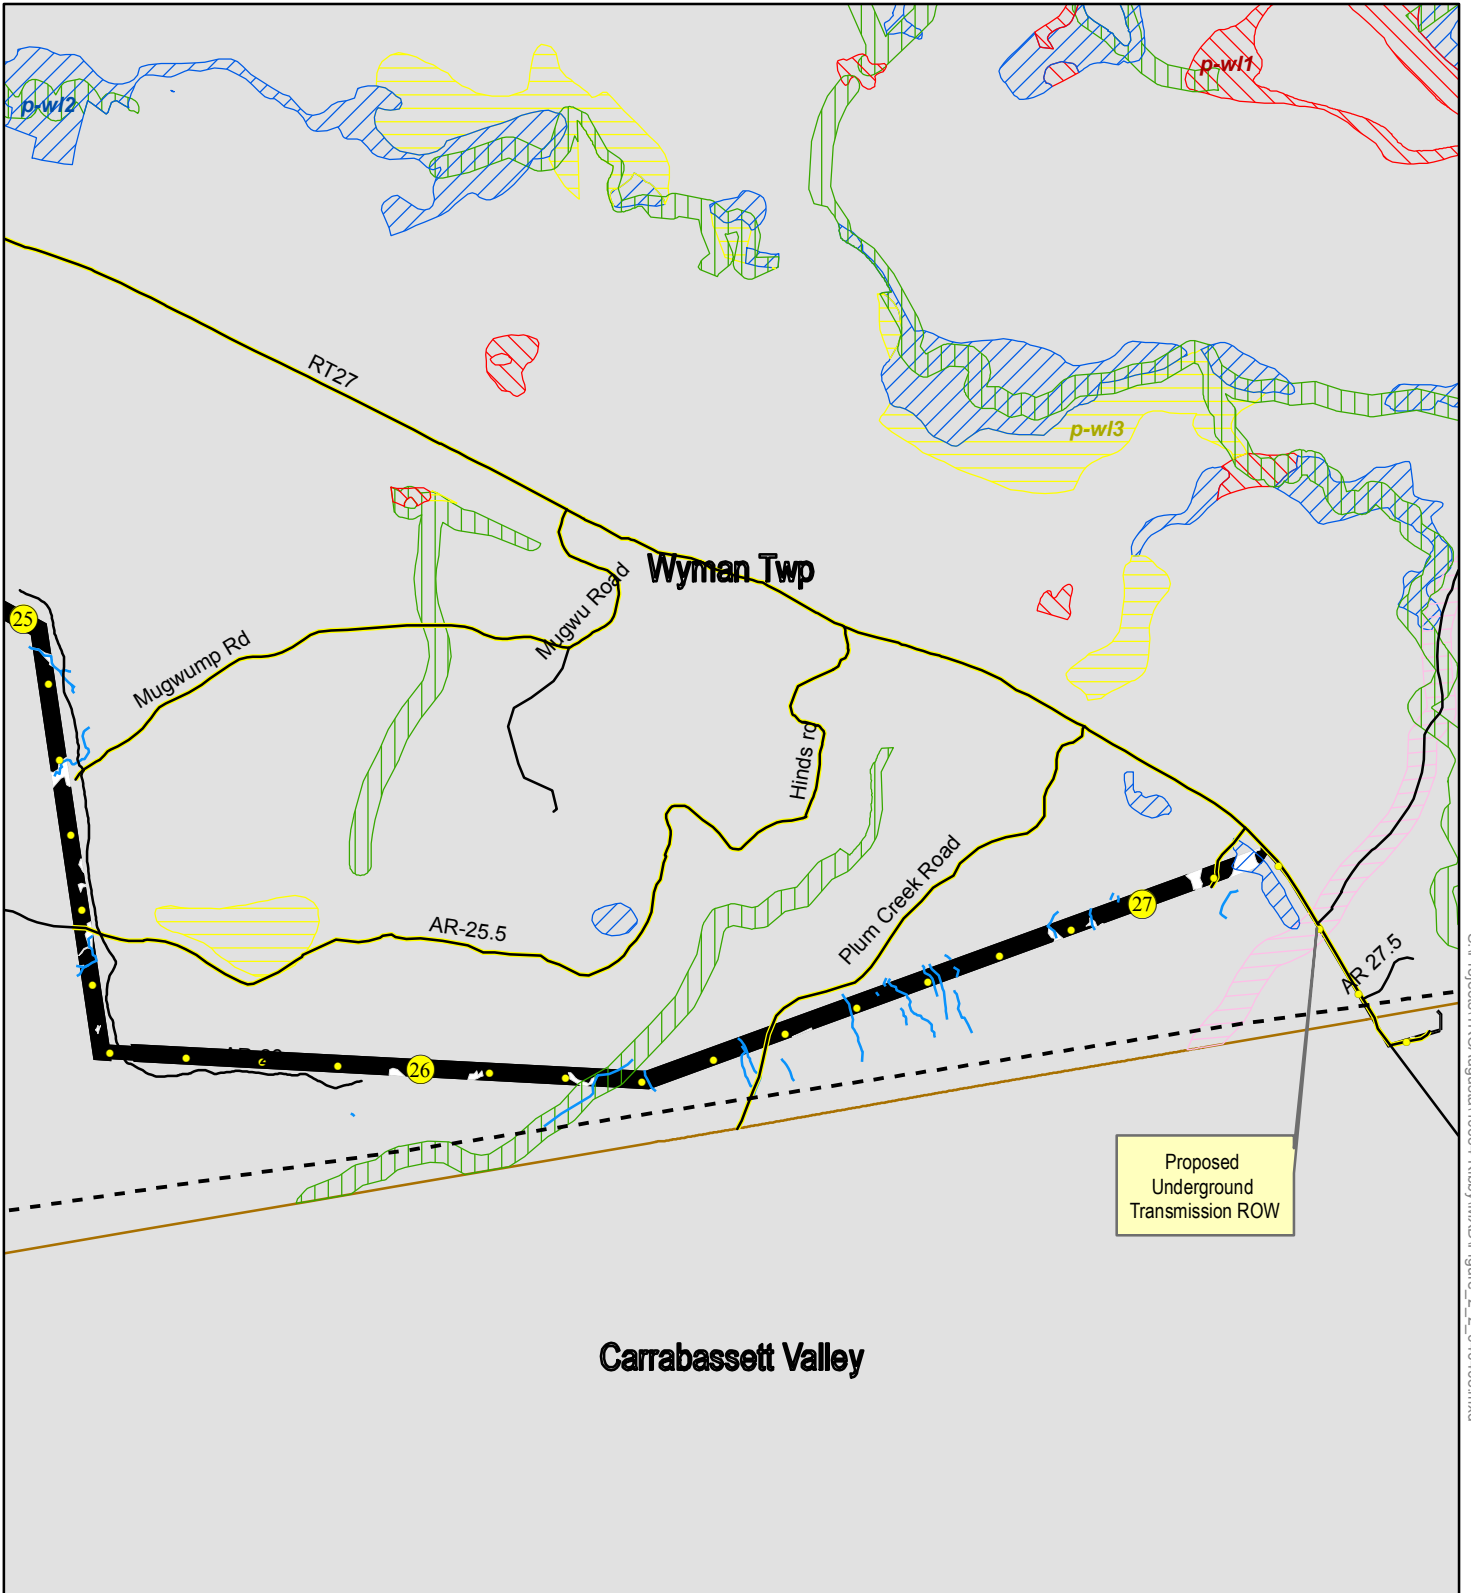 p-wl1
p-wl2
RT27
p-wl3
Wyman Twp
Mugwu Road
25
Mugwump Rd
Hinds rd
Plum Creek Road
27
AR-25.5
AR 27.5
26
Proposed
Underground
Transmission ROW
Carrabassett Valley